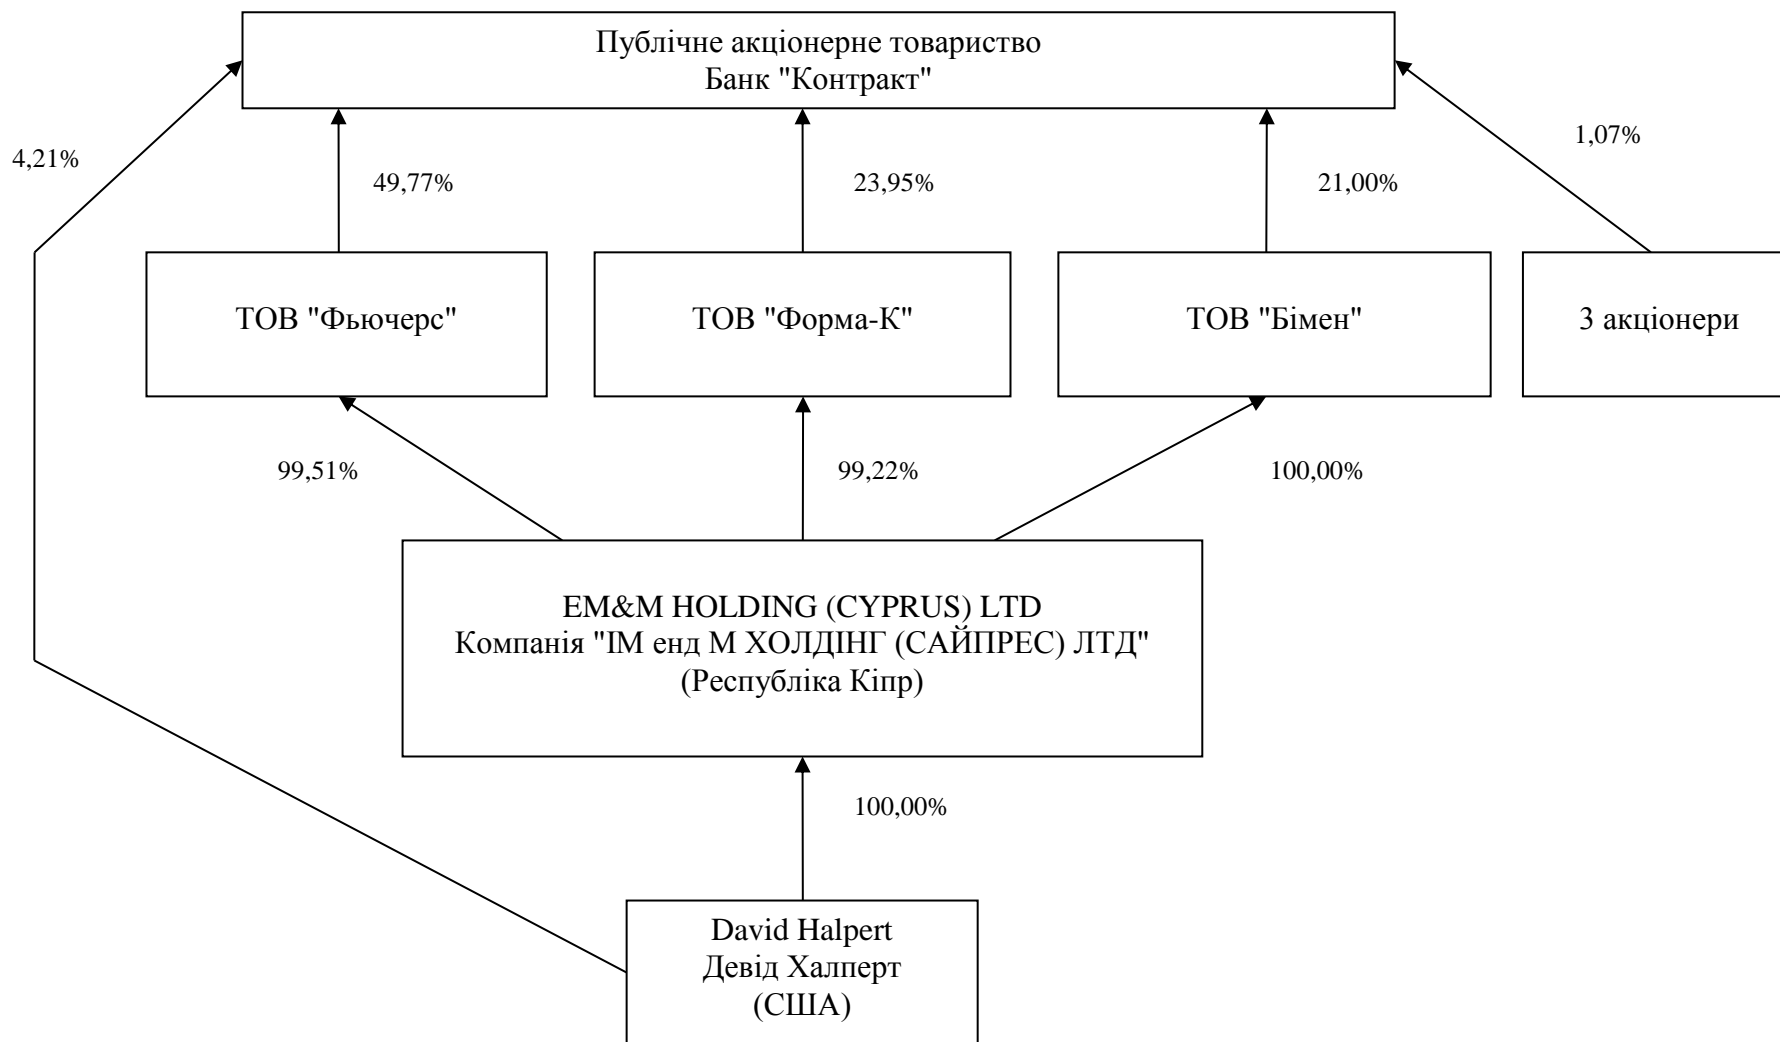 Публічне акціонерне товариство
Банк "Контракт"
4,21%
1,07%
49,77%
23,95%
21,00%
ТОВ "Фьючерс"
ТОВ "Форма-К"
ТОВ "Бімен"
3 акціонери
99,51%
99,22%
100,00%
EM&M HOLDING (CYPRUS) LTD
Компанія "ІМ енд М ХОЛДІНГ (САЙПРЕС) ЛТД"
(Республіка Кіпр)
100,00%
David Halpert
Девід Халперт
(США)